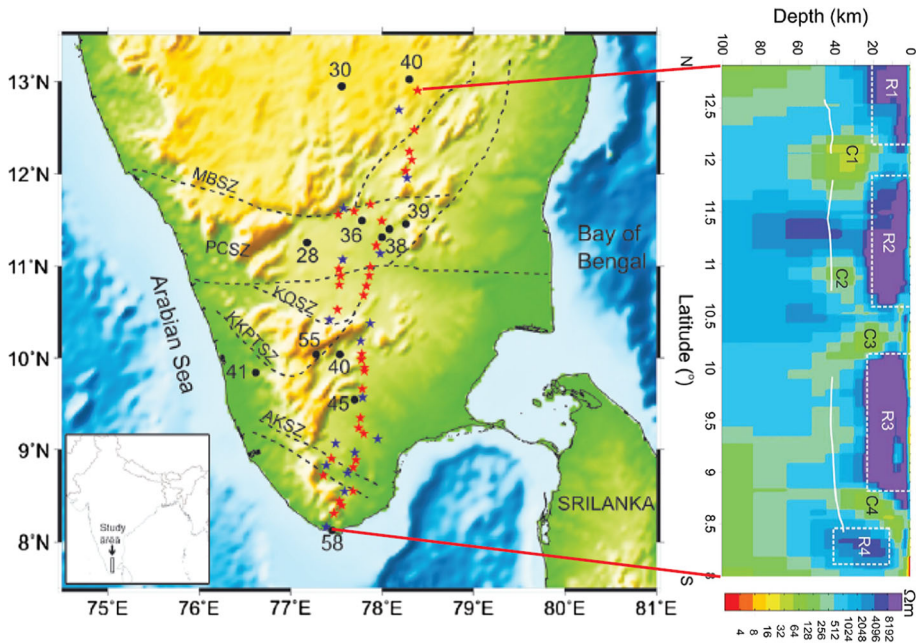 13°N
12°N
11°N
10°N
9°N
8°N
75°E
76°E
77°E
78°E
79°E
80°E
81°E
30
40
MBSZ
39
36
38
PCSZ
28
Bay of
Bengal
KOSZ
KKPTSZ
55
40
41
45
AKSZ
58
Arabian Sea
SRILANKA
Study
area
Depth (km)
100
80
60
40
20
0
N
S
Latitude (°)
12.5
12
11.5
11
10.5
10
9.5
9
8.5
8
R1
C1
R2
C2
C3
R3
C4
R4
Ωm
8192
4096
2048
1024
512
256
128
64
32
16
8
4